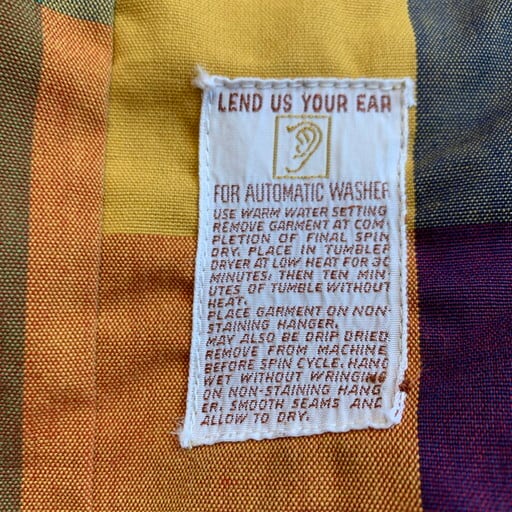 LEND US YOUR EAR
FOR AUTOMATIC WASHER
USE WARM WATER SETTING
REMOVE GARMENT AT COM-
PLETION OF FINAL SPIN
DRY. PLACE IN TUMBLER
DRYER AT LOW HEAT FOR 30
MINUTES; THEN TEN MIN-
UTES OF TUMBLE WITHOUT
HEAT.
PLACE GARMENT ON NON-
STAINING HANGER.
MAY ALSO BE DRIP DRIED.
REMOVE FROM MACHINE
BEFORE SPIN CYCLE. HANG
WET WITHOUT WRINGING
ON NON-STAINING HANG
ER. SMOOTH SEAMS AND
ALLOW TO DRY.